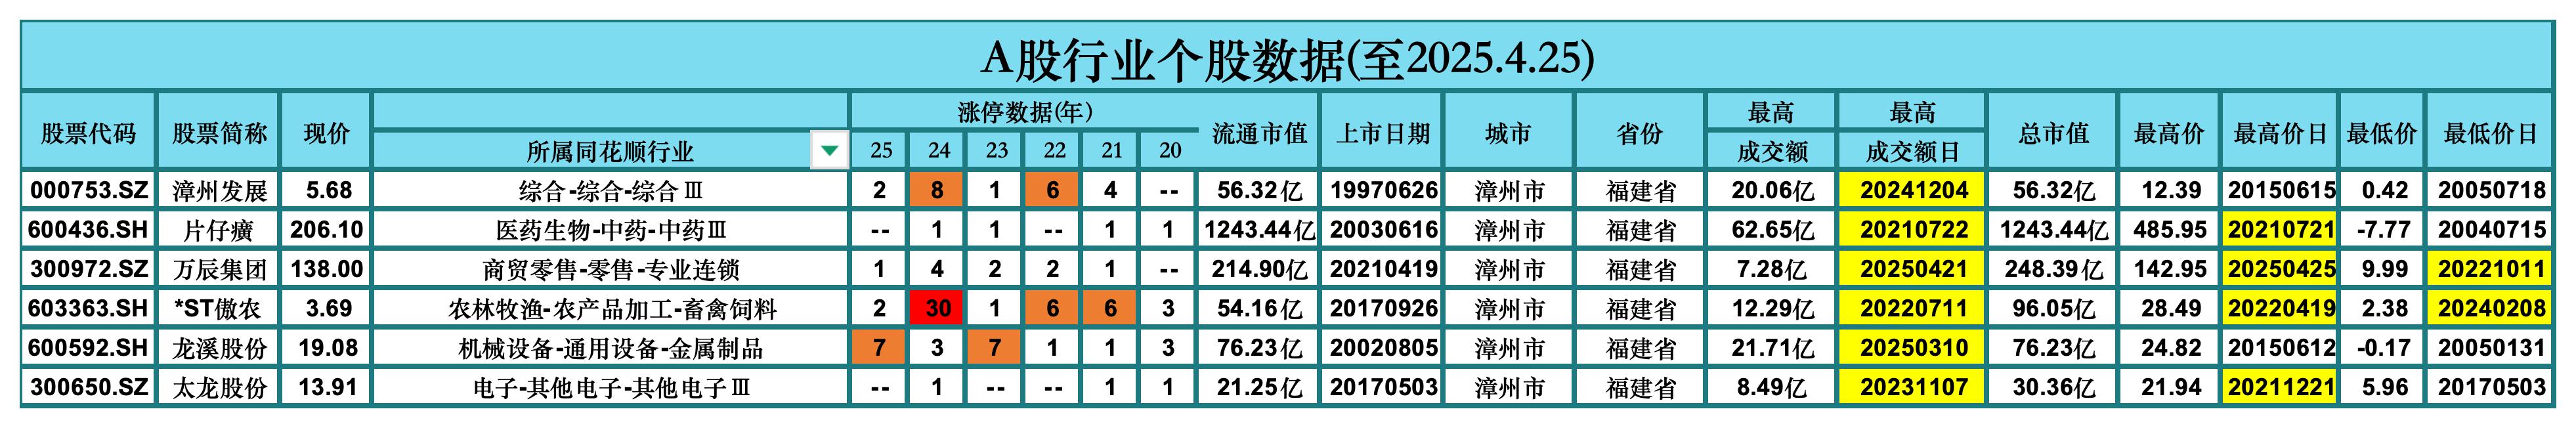 A股行业个股数据(至2025.4.25)
股票代码 股票简称 现价 所属同花顺行业 涨停数据(年) 25 24 23 22 21 20 流通市值 上市日期 城市 省份 最高成交额 最高成交额日 总市值 最高价 最高价日 最低价 最低价日
000753.SZ 漳州发展 5.68 综合-综合-综合Ⅲ 2 8 1 6 4 -- 56.32亿 19970626 漳州市 福建省 20.06亿 20241204 56.32亿 12.39 20150615 0.42 20050718
600436.SH 片仔癀 206.10 医药生物-中药-中药Ⅲ -- 1 1 -- 1 1 1243.44亿 20030616 漳州市 福建省 62.65亿 20210722 1243.44亿 485.95 20210721 -7.77 20040715
300972.SZ 万辰集团 138.00 商贸零售-零售-专业连锁 1 4 2 2 1 -- 214.90亿 20210419 漳州市 福建省 7.28亿 20250421 248.39亿 142.95 20250425 9.99 20221011
603363.SH *ST傲农 3.69 农林牧渔-农产品加工-畜禽饲料 2 30 1 6 6 3 54.16亿 20170926 漳州市 福建省 12.29亿 20220711 96.05亿 28.49 20220419 2.38 20240208
600592.SH 龙溪股份 19.08 机械设备-通用设备-金属制品 7 3 7 1 1 3 76.23亿 20020805 漳州市 福建省 21.71亿 20250310 76.23亿 24.82 20150612 -0.17 20050131
300650.SZ 太龙股份 13.91 电子-其他电子-其他电子Ⅲ -- 1 -- -- 1 1 21.25亿 20170503 漳州市 福建省 8.49亿 20231107 30.36亿 21.94 20211221 5.96 20170503